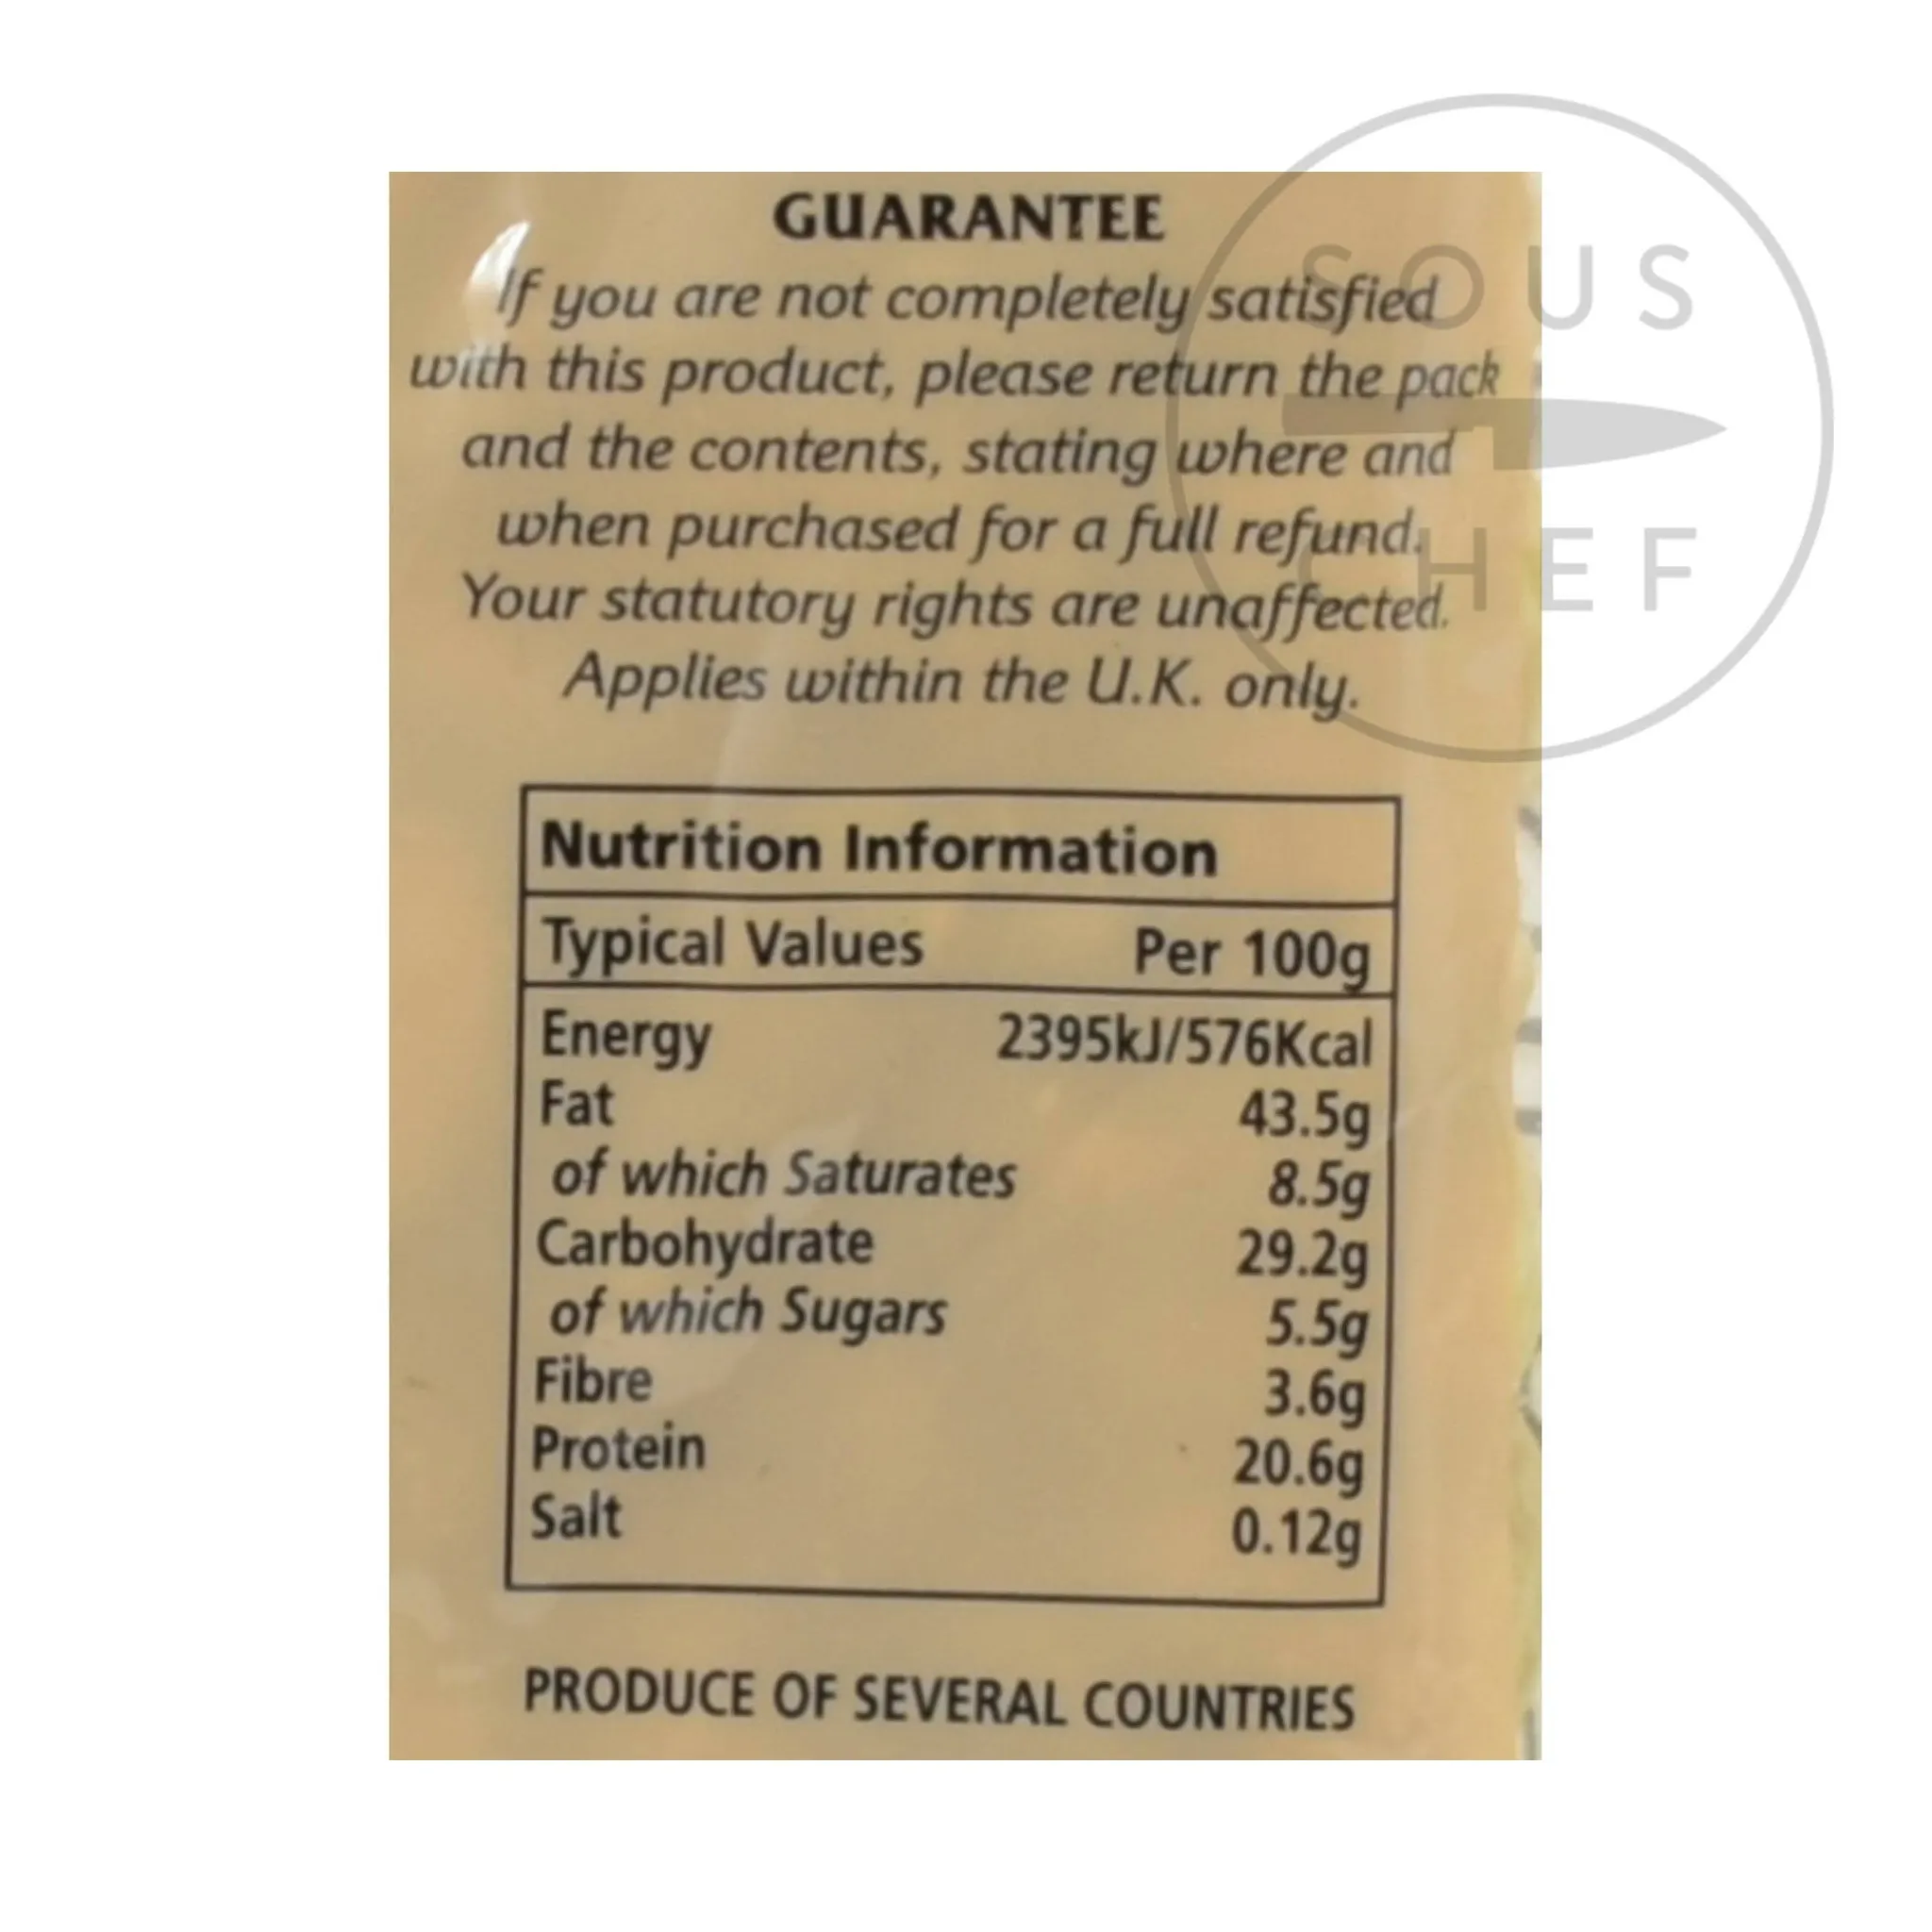 GUARANTEE
If you are not completely satisfied
with this product, please return the pack
and the contents, stating where and
when purchased for a full refund.
Your statutory rights are unaffected.
Applies within the U.K. only.
SOUS
CHEF
Nutrition Information
Typical Values Per 100g
Energy 2395kJ/576Kcal
Fat 43.5g
of which Saturates 8.5g
Carbohydrate 29.2g
of which Sugars 5.5g
Fibre 3.6g
Protein 20.6g
Salt 0.12g
PRODUCE OF SEVERAL COUNTRIES